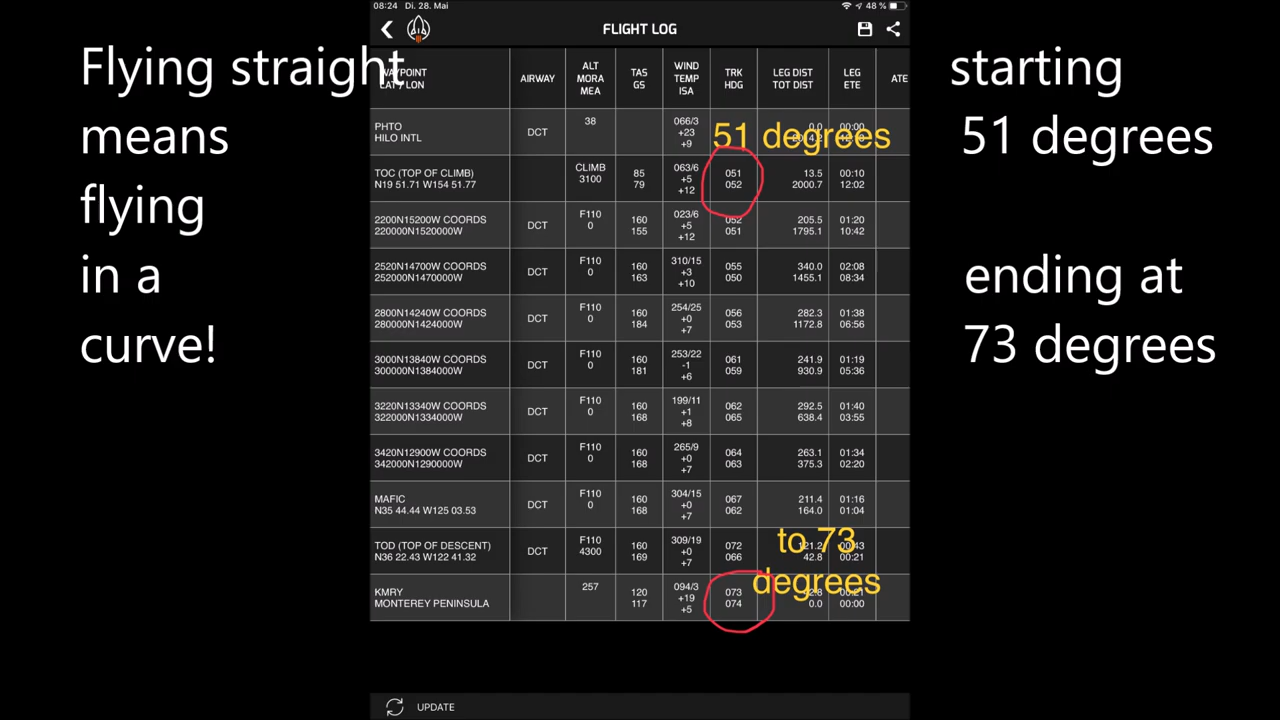 08:24 Di. 28. Mai 48 %
FLIGHT LOG
Flying straight
means
flying
in a
curve!
starting
51 degrees
ending at
73 degrees
WAYPOINT LAT / LON AIRWAY ALT MORA MEA TAS GS WIND TEMP ISA TRK HDG LEG DIST TOT DIST LEG ETE ATE
PHTO 38 066/3 0.0 00:00
HILO INTL DCT +23
+9
51 degrees
TOC (TOP OF CLIMB) CLIMB 85 063/6 051 13.5 00:10
N19 51.71 W154 51.77 3100 79 +5 052 2000.7 12:02
+12
2200N15200W COORDS F110 160 023/6 052 205.5 01:20
220000N1520000W DCT 0 155 +5 051 1795.1 10:42
+12
2520N14700W COORDS F110 160 310/15 055 340.0 02:08
252000N1470000W DCT 0 163 +3 050 1455.1 08:34
+10
2800N14240W COORDS F110 160 254/25 056 282.3 01:38
280000N1424000W DCT 0 184 +0 053 1172.8 06:56
+7
3000N13840W COORDS F110 160 253/22 061 241.9 01:19
300000N1384000W DCT 0 181 -1 059 930.9 05:36
+6
3220N13340W COORDS F110 160 199/11 062 292.5 01:40
322000N1334000W DCT 0 168 +1 065 638.4 03:55
+8
3420N12900W COORDS F110 160 265/9 064 263.1 01:34
342000N1290000W DCT 0 168 +0 063 375.3 02:20
+7
MAFIC F110 160 304/15 067 211.4 01:16
N35 44.44 W125 03.53 DCT 0 168 +0 062 164.0 01:04
+7
TOD (TOP OF DESCENT) F110 160 309/19 072 121.2 00:43
N36 22.43 W122 41.32 DCT 4300 169 +0 066 42.8 00:21
+7
to 73
degrees
KMRY 257 120 094/3 073 00:21
MONTEREY PENINSULA 117 +19 074 0.0 00:00
+5
UPDATE